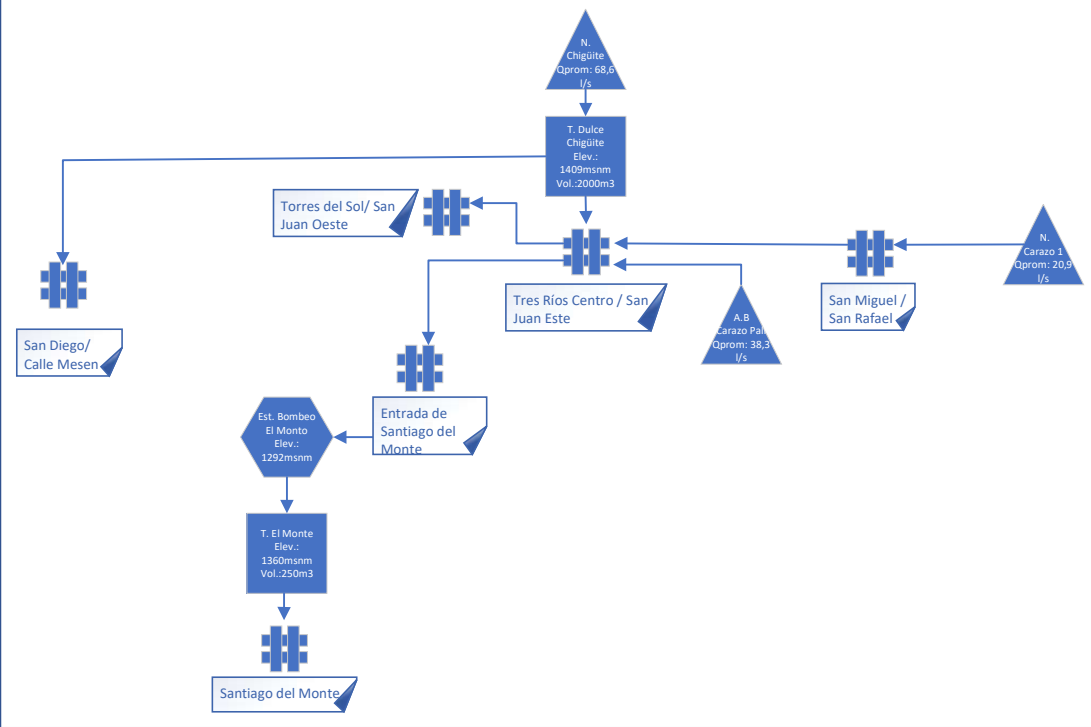 N.
Chigüite
Qprom: 68,6
l/s
T. Dulce
Chigüite
Elev.:
1409msnm
Vol.:2000m3
Torres del Sol/ San
Juan Oeste
N.
Carazo 1
Qprom: 20,9
l/s
Tres Ríos Centro / San
Juan Este
San Miguel /
San Rafael
A.B
Carazo Pali
Qprom: 38,3
l/s
San Diego/
Calle Mesen
Entrada de
Santiago del
Monte
Est. Bombeo
El Monto
Elev.:
1292msnm
T. El Monte
Elev.:
1360msnm
Vol.:250m3
Santiago del Monte